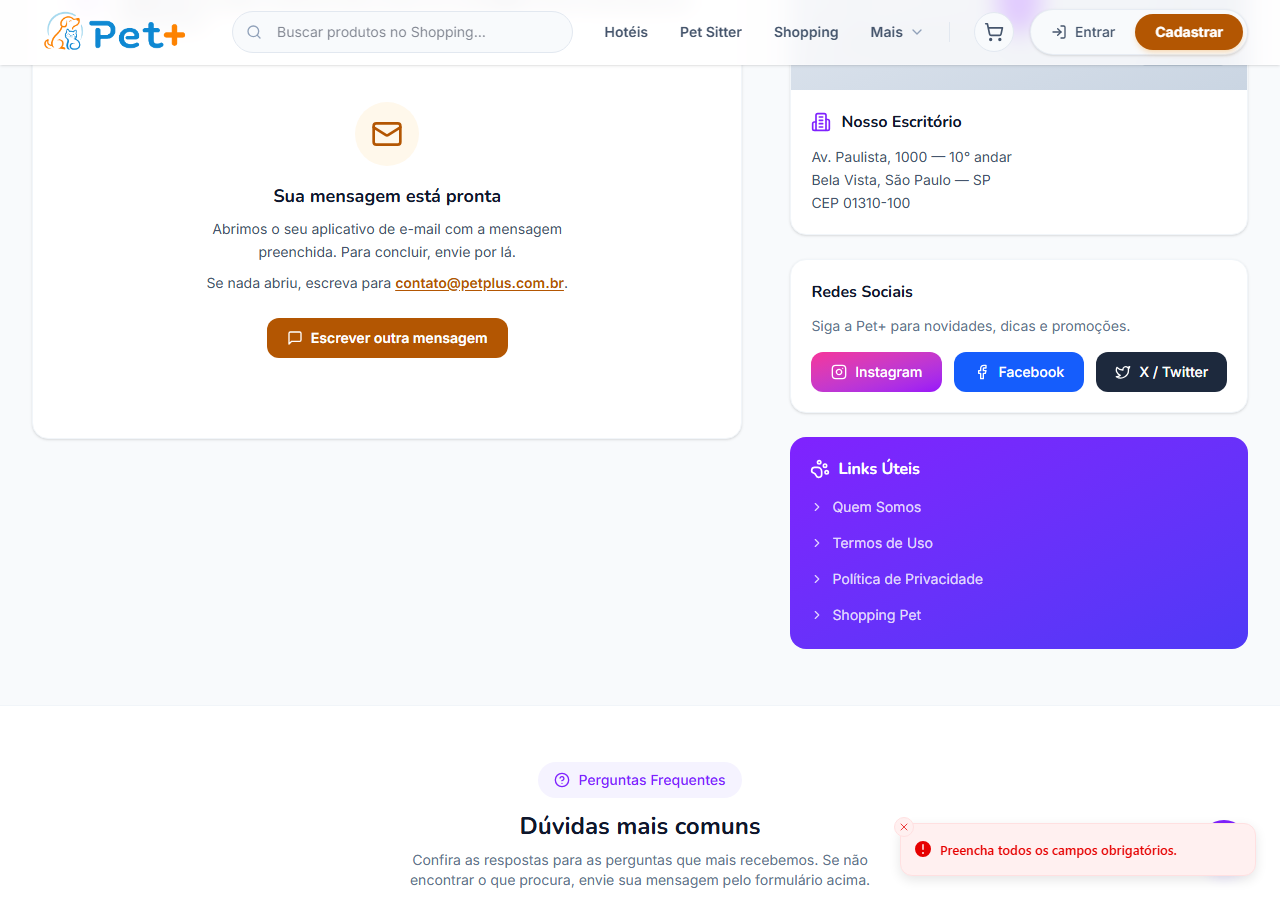 Pet+
Buscar produtos no Shopping...
Hotéis
Pet Sitter
Shopping
Mais
Entrar
Cadastrar
Sua mensagem está pronta
Abrimos o seu aplicativo de e-mail com a mensagem
preenchida. Para concluir, envie por lá.
Se nada abriu, escreva para contato@petplus.com.br.
Escrever outra mensagem
Nosso Escritório
Av. Paulista, 1000 — 10° andar
Bela Vista, São Paulo — SP
CEP 01310-100
Redes Sociais
Siga a Pet+ para novidades, dicas e promoções.
Instagram
Facebook
X / Twitter
Links Úteis
Quem Somos
Termos de Uso
Política de Privacidade
Shopping Pet
Perguntas Frequentes
Dúvidas mais comuns
Confira as respostas para as perguntas que mais recebemos. Se não
encontrar o que procura, envie sua mensagem pelo formulário acima.
Preencha todos os campos obrigatórios.